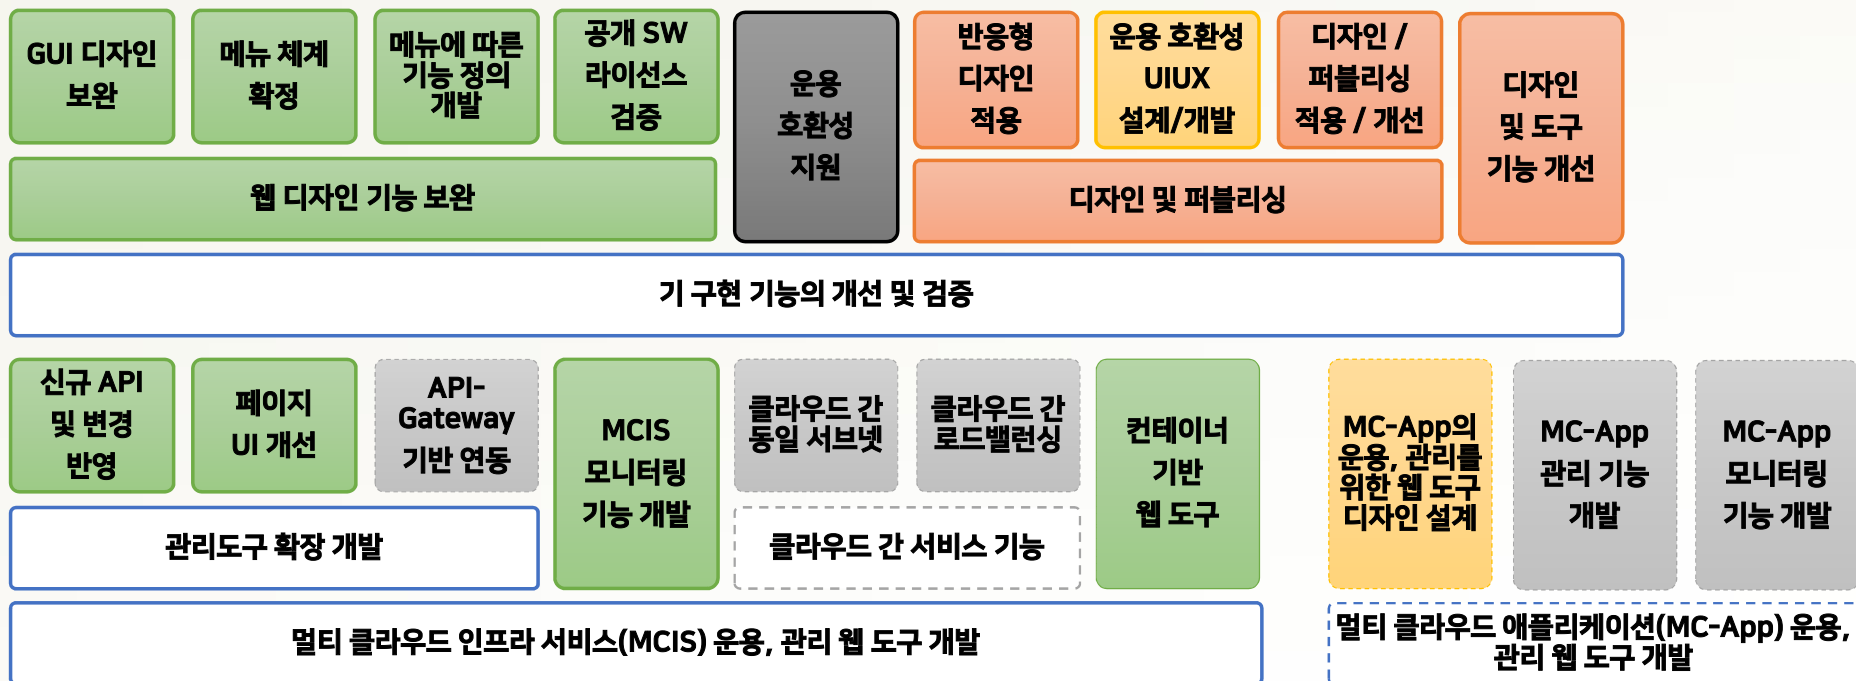 GUI 디자인
보완
메뉴 체계
확정
메뉴에 따른
기능 정의
개발
공개 SW
라이선스
검증
운용
호환성
지원
반응형
디자인
적용
운용 호환성
UIUX
설계/개발
디자인 /
퍼블리싱
적용 / 개선
디자인
및 도구
기능 개선
웹 디자인 기능 보완
디자인 및 퍼블리싱
기 구현 기능의 개선 및 검증
신규 API
및 변경
반영
페이지
UI 개선
API-
Gateway
기반 연동
MCIS
모니터링
기능 개발
클라우드 간
동일 서브넷
클라우드 간
로드밸런싱
컨테이너
기반
웹 도구
MC-App의
운용, 관리를
위한 웹 도구
디자인 설계
MC-App
관리 기능
개발
MC-App
모니터링
기능 개발
관리도구 확장 개발
클라우드 간 서비스 기능
멀티 클라우드 인프라 서비스(MCIS) 운용, 관리 웹 도구 개발
멀티 클라우드 애플리케이션(MC-App) 운용,
관리 웹 도구 개발